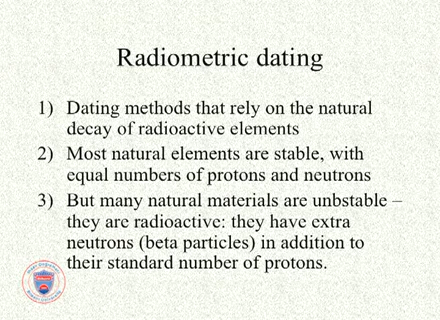 Radiometric dating
1) Dating methods that rely on the natural
decay of radioactive elements
2) Most natural elements are stable, with
equal numbers of protons and neutrons
3) But many natural materials are unbstable –
they are radioactive: they have extra
neutrons (beta particles) in addition to
their standard number of protons.